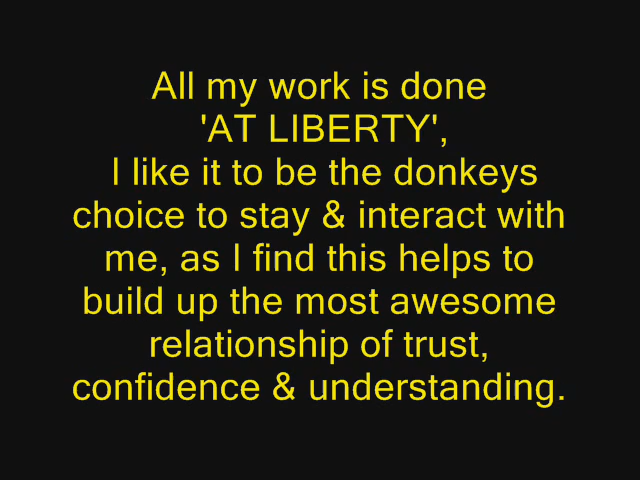 All my work is done
'AT LIBERTY',
I like it to be the donkeys
choice to stay & interact with
me, as I find this helps to
build up the most awesome
relationship of trust,
confidence & understanding.